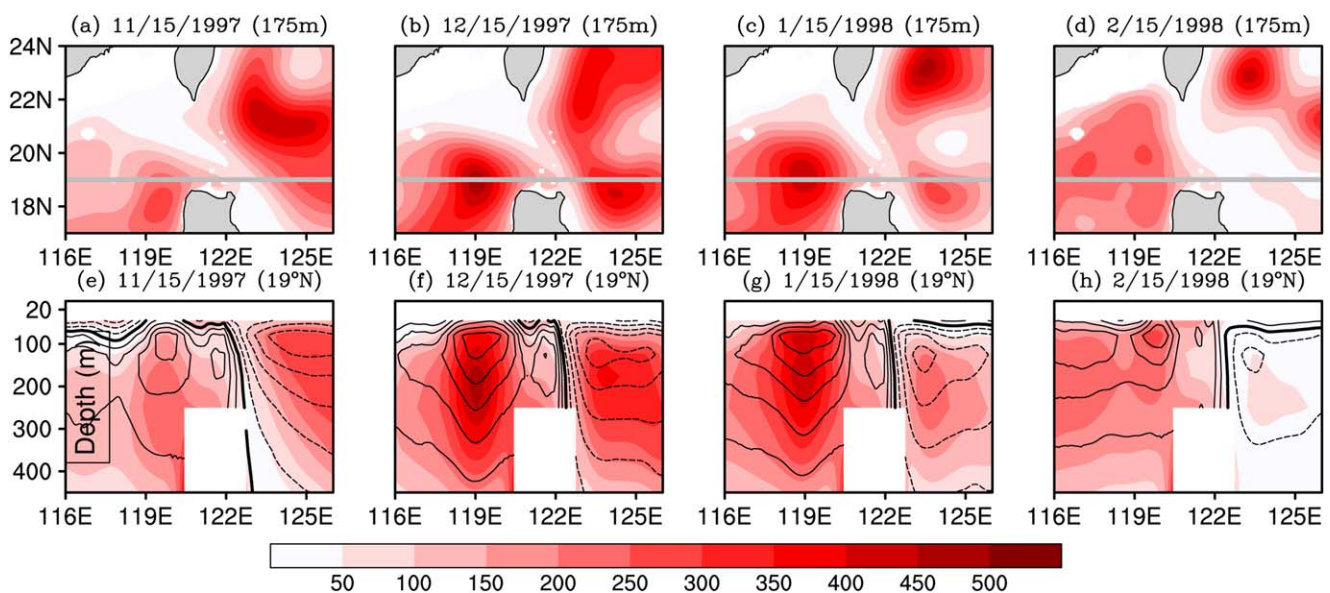 (a) 11/15/1997 (175m) (b) 12/15/1997 (175m) (c) 1/15/1998 (175m) (d) 2/15/1998 (175m)
24N
22N
20N
18N
116E 119E 122E 125E 116E 119E 122E 125E 116E 119E 122E 125E 116E 119E 122E 125E
(e) 11/15/1997 (19°N) (f) 12/15/1997 (19°N) (g) 1/15/1998 (19°N) (h) 2/15/1998 (19°N)
20
100
200
300
400
Depth (m)
116E 119E 122E 125E 116E 119E 122E 125E 116E 119E 122E 125E 116E 119E 122E 125E
50 100 150 200 250 300 350 400 450 500